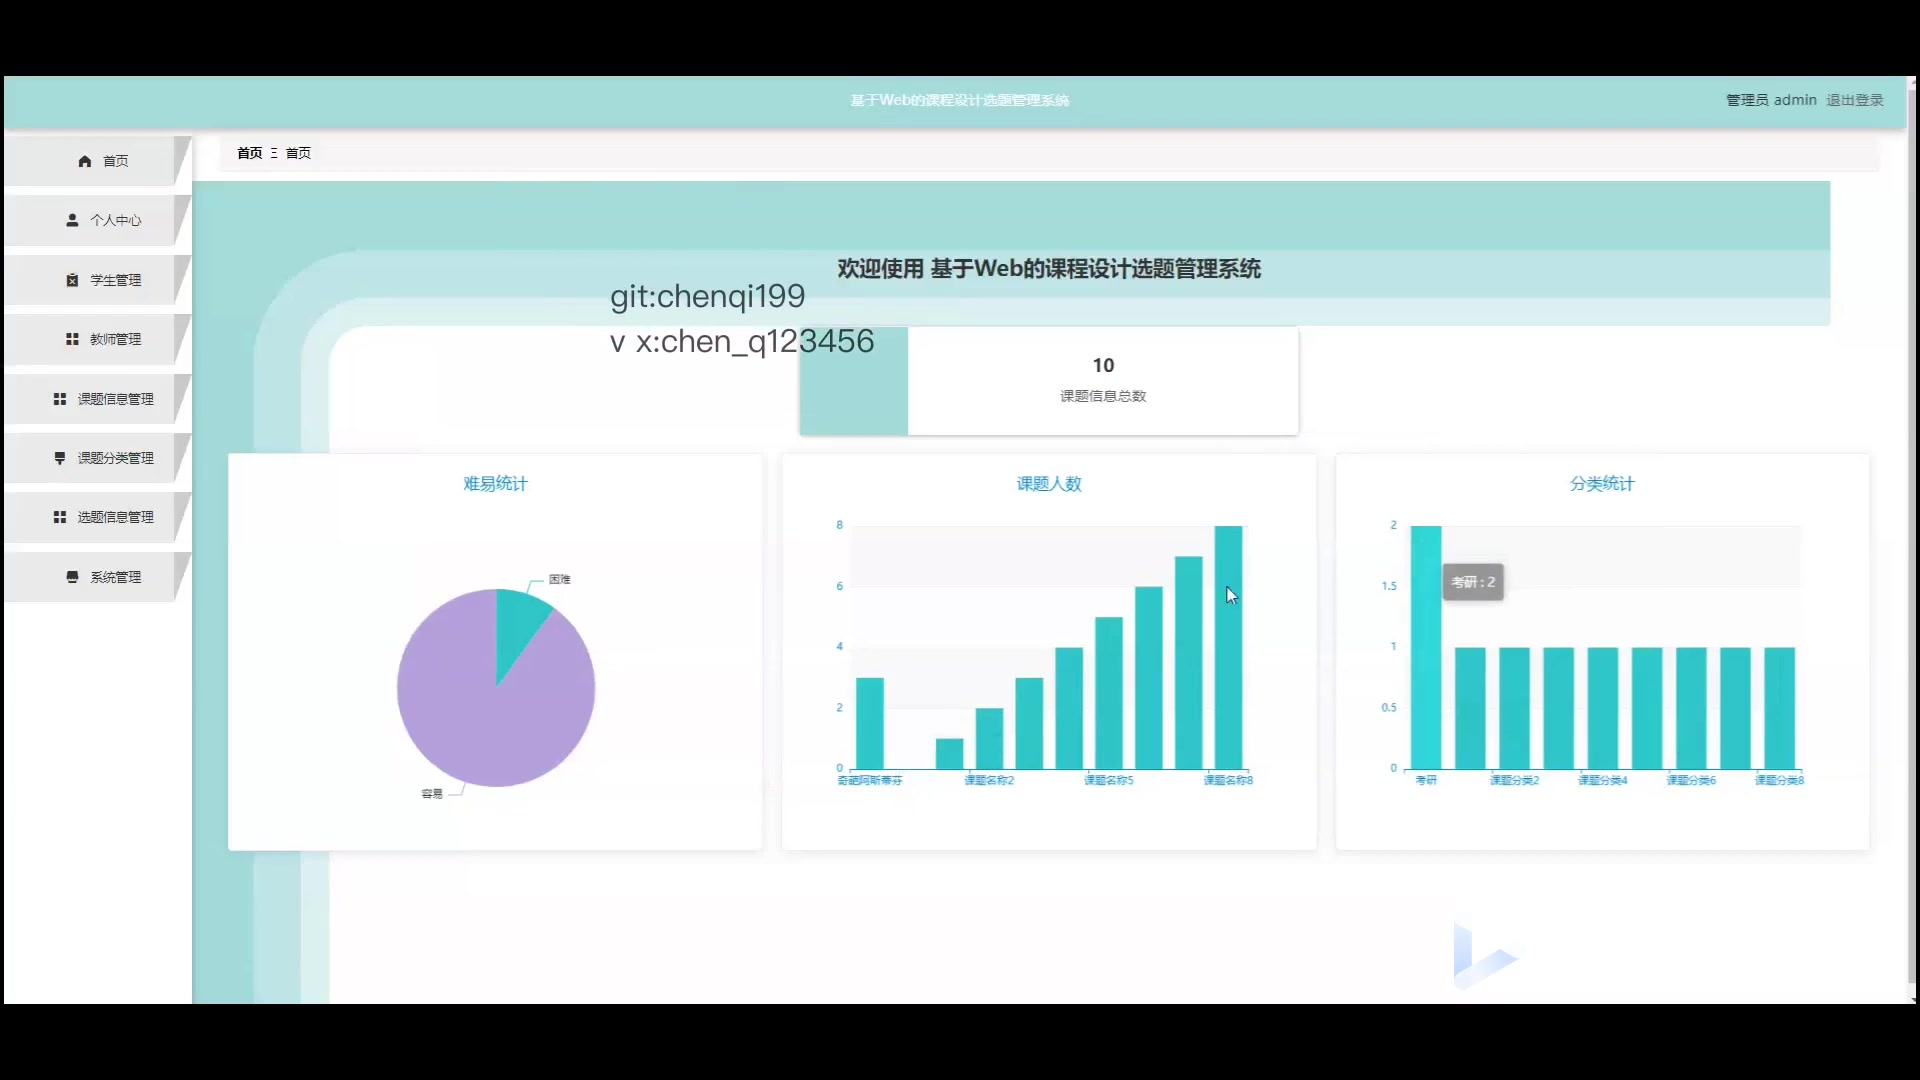 基于Web的课程设计选题管理系统
管理员 admin 退出登录
首页
个人中心
学生管理
教师管理
课题信息管理
课题分类管理
选题信息管理
系统管理
首页 首页
欢迎使用 基于Web的课程设计选题管理系统
git:chenqi199
v x:chen_q123456
10
课题信息总数
难易统计
困难
容易
课题人数
8
6
4
2
0
课题名称2 课题名称5 课题名称8
分类统计
2
1.5
1
0.5
0
考研 : 2
考研 课题分类2 课题分类4 课题分类6 课题分类8